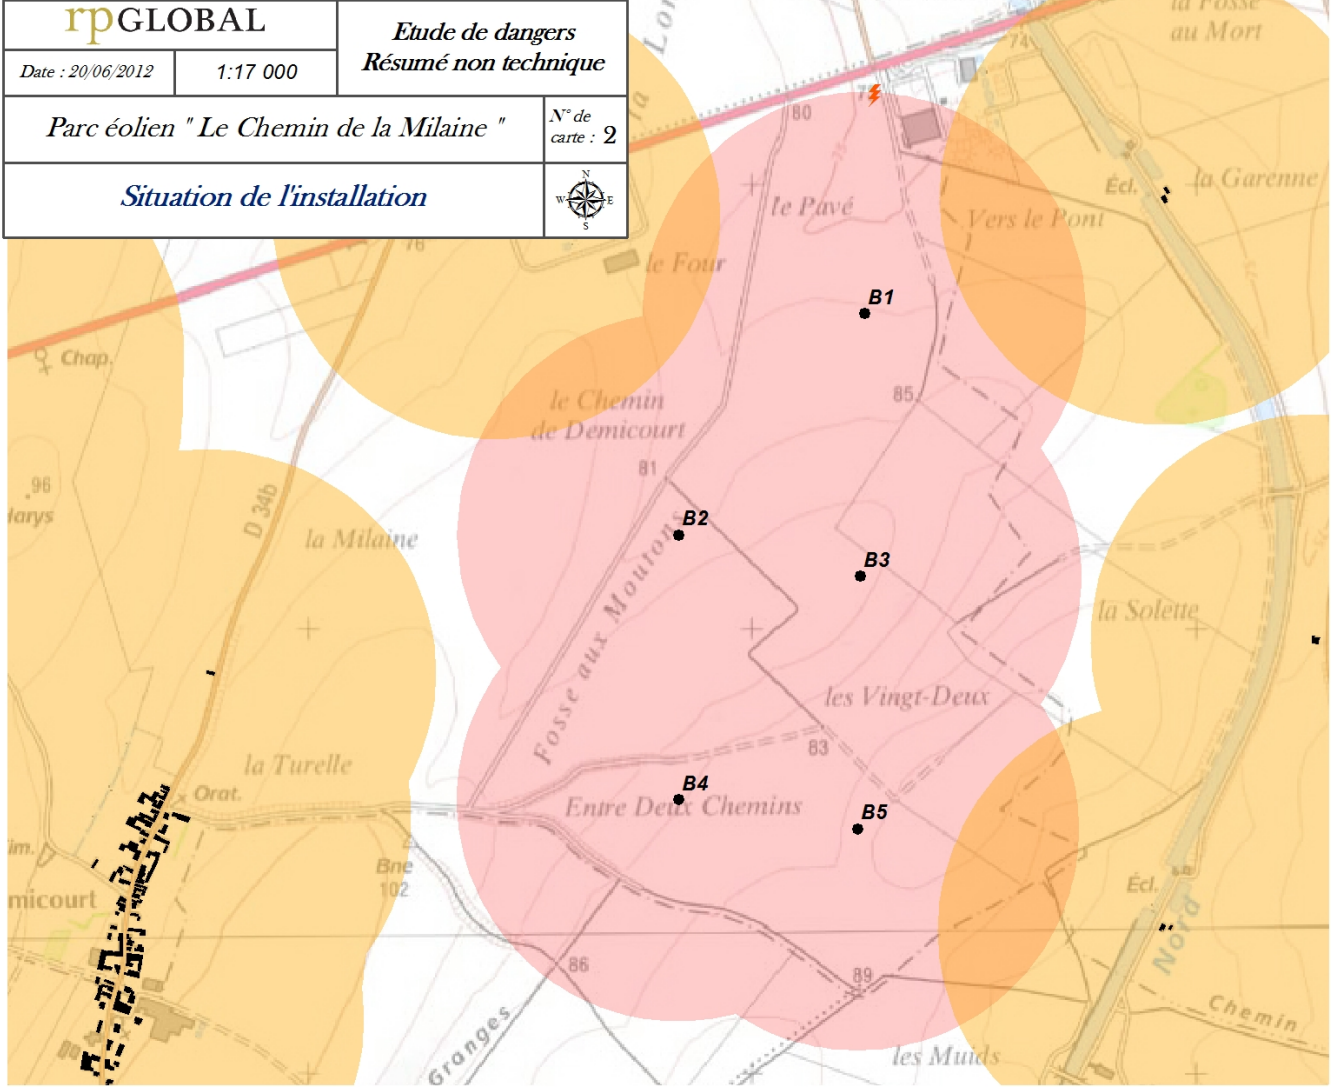 rpGLOBAL
Etude de dangers
Résumé non technique
Date : 20/06/2012
1:17 000
Parc éolien " Le Chemin de la Milaine "
N° de
carte : 2
Situation de l'installation
N
W E
S
la Fosse
au Mort
74
80
76
le Pavé
Écl.
la Garenne
Vers le Pont
le Four
B1
Chap.
85
le Chemin
de Demicourt
81
96
D 34b
la Milaine
B2
B3
Fosse aux Moutons
la Solette
les Vingt-Deux
83
la Turelle
Orat.
B4
Entre Deux Chemins
B5
Bne
102
Écl.
micourt
Nord
86
89
Chemin
Granges
les Muids